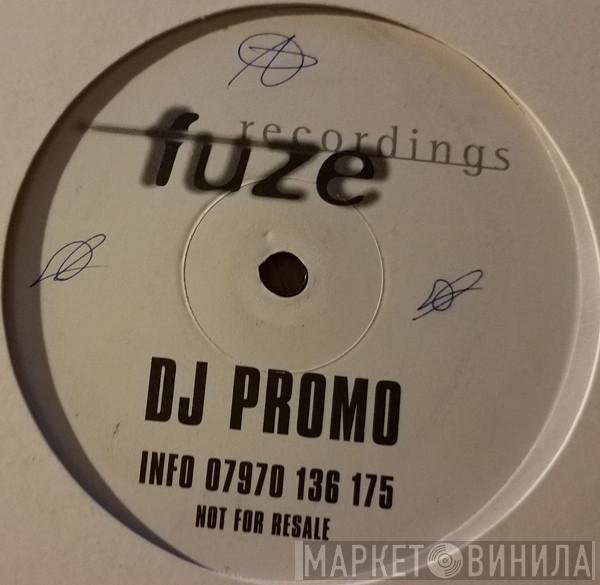 recordings
fuze
DJ PROMO
INFO 07970 136 175
NOT FOR RESALE
МАРКЕТ ВИНИЛА